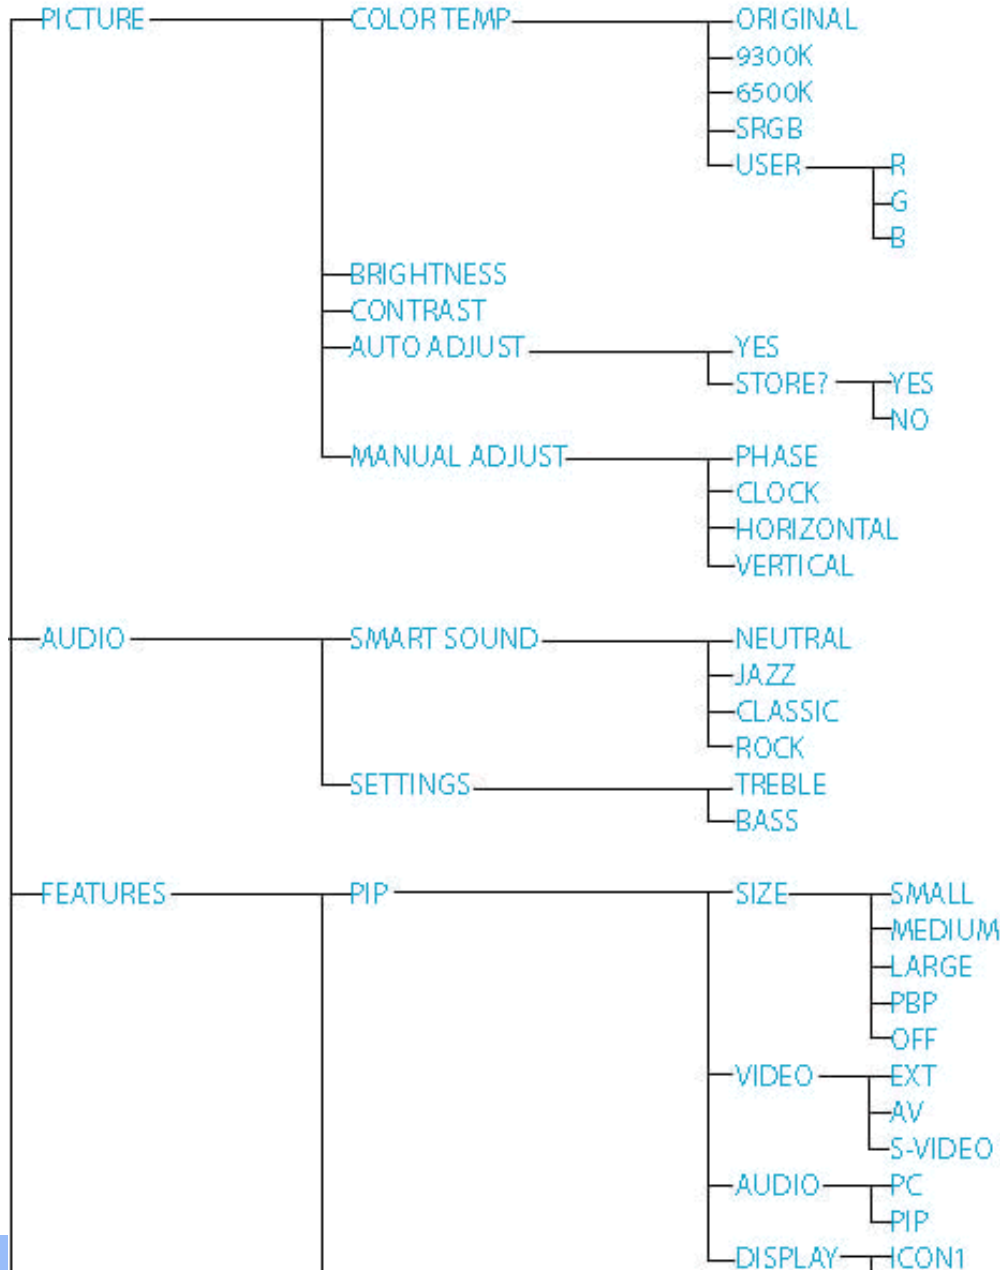 PICTURE COLOR TEMP ORIGINAL
9300K
6500K
SRGB
USER R
G
B
BRIGHTNESS
CONTRAST
AUTO ADJUST YES
STORE? YES
NO
MANUAL ADJUST PHASE
CLOCK
HORIZONTAL
VERTICAL
AUDIO SMART SOUND NEUTRAL
JAZZ
CLASSIC
ROCK
SETTINGS TREBLE
BASS
FEATURES PIP SIZE SMALL
MEDIUM
LARGE
PBP
OFF
VIDEO EXT
AV
S-VIDEO
AUDIO PC
PIP
DISPLAY ICON1